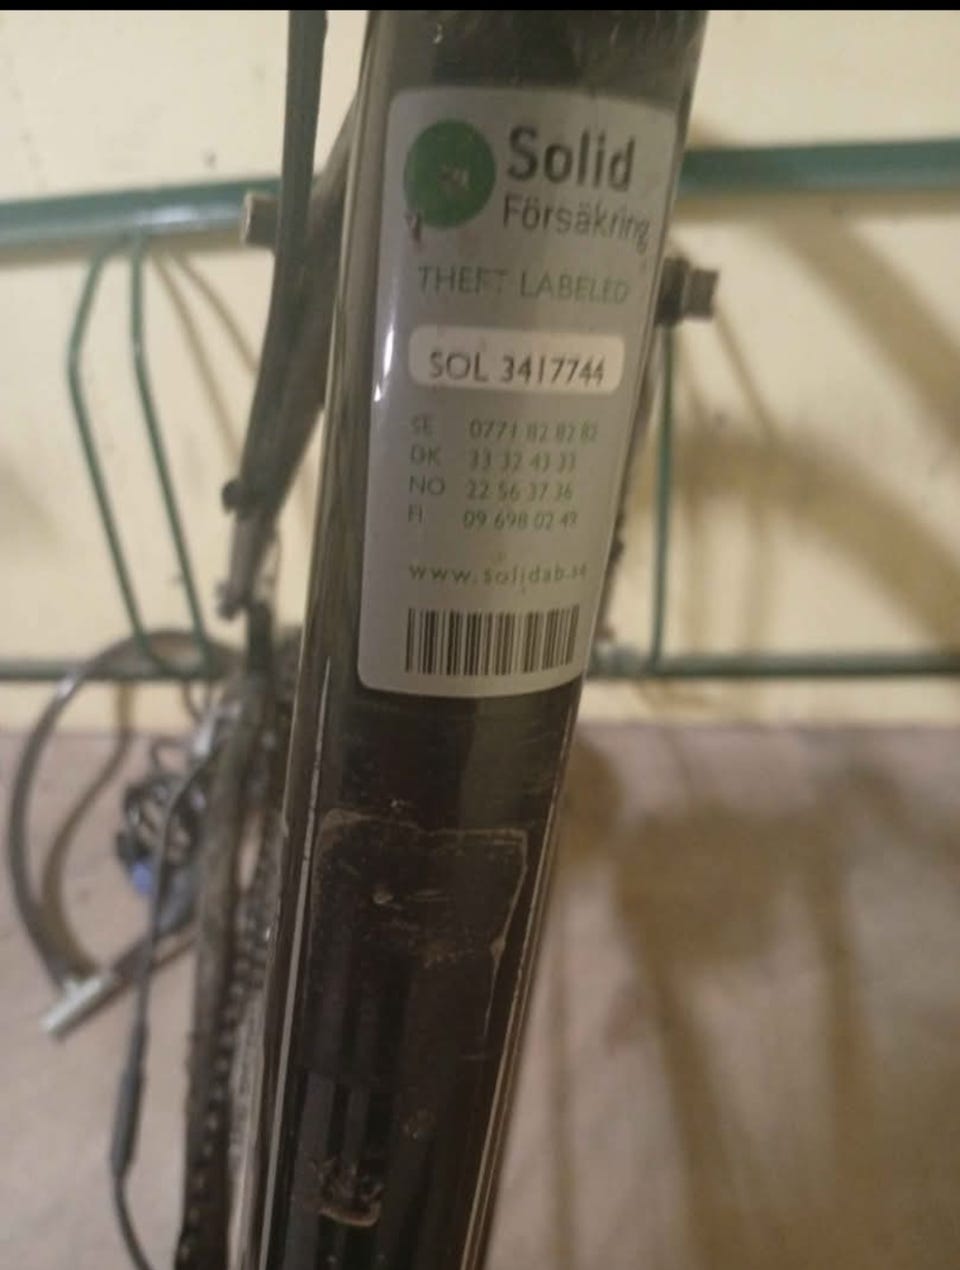 Solid
Försäkring
THEFT LABELED
SOL 3417744
SE 0771 82 82 82
DK 33 32 43 33
NO 22 56 37 36
FI 09 698 02 49
www.solidab.se